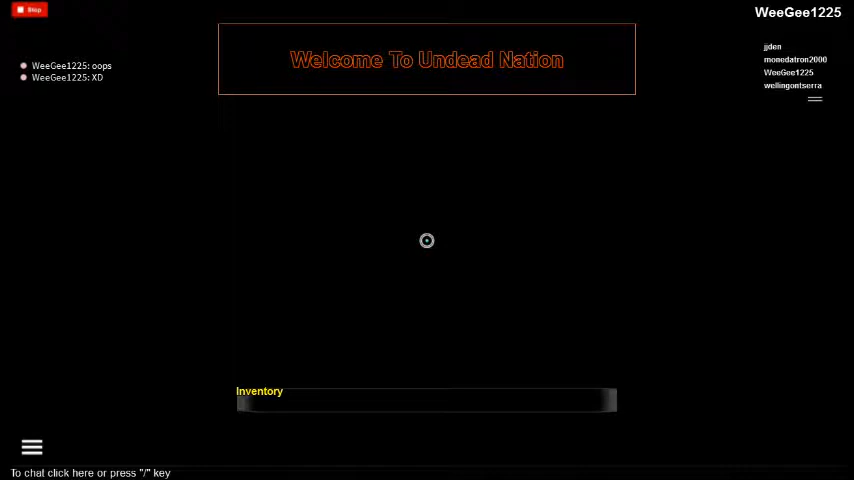 Stop
WeeGee1225
Welcome To Undead Nation
WeeGee1225: oops
WeeGee1225: XD
jjden
monedatron2000
WeeGee1225
wellingontserra
Inventory
To chat click here or press "/" key